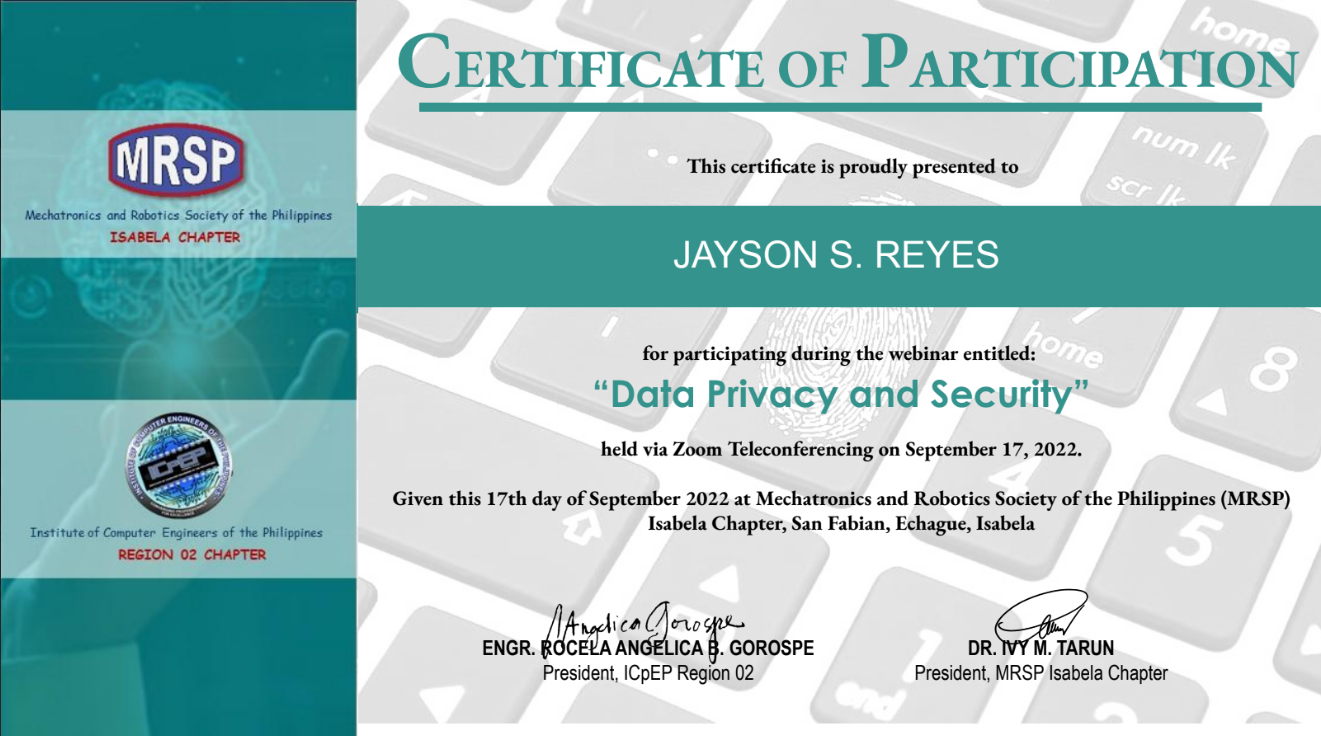 CERTIFICATE OF PARTICIPATION
This certificate is proudly presented to
JAYSON S. REYES
for participating during the webinar entitled:
“Data Privacy and Security”
held via Zoom Teleconferencing on September 17, 2022.
Given this 17th day of September 2022 at Mechatronics and Robotics Society of the Philippines (MRSP)
Isabela Chapter, San Fabian, Echague, Isabela
Angelica Gorospe
ENGR. ROCELA ANGELICA B. GOROSPE
President, ICpEP Region 02
DR. IVY M. TARUN
President, MRSP Isabela Chapter
MRSP
Mechatronics and Robotics Society of the Philippines
ISABELA CHAPTER
AI
INSTITUTE OF COMPUTER ENGINEERS OF THE PHILIPPINES
ICpEP
Institute of Computer Engineers of the Philippines
REGION 02 CHAPTER
home
num lk
scr lk
7
home
8
4
5
1
end
2